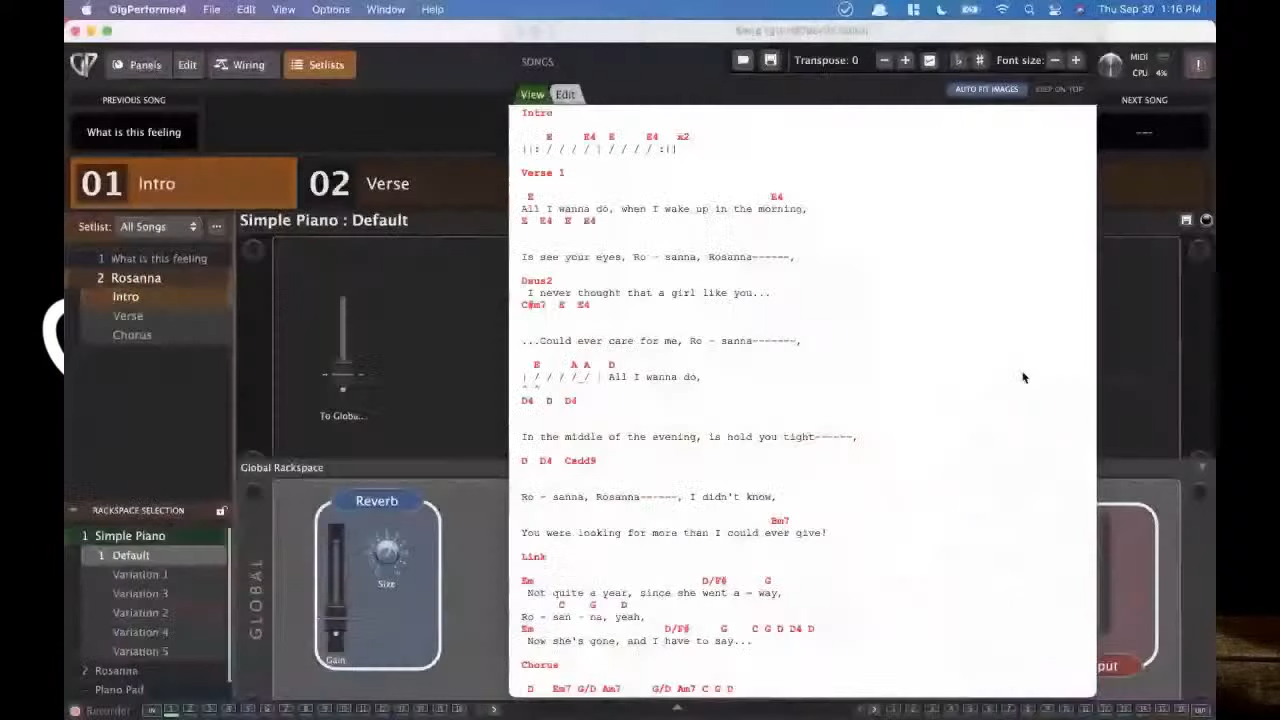 GigPerformer4 File Edit View Options Window Help Thu Sep 30 1:16 PM
Panels Edit Wiring Setlists
SONGS
Transpose: 0 Font size:
MIDI
CPU 4%
View Edit
AUTO FIT IMAGES KEEP ON TOP
PREVIOUS SONG
What is this feeling
NEXT SONG
01 Intro
02 Verse
Setlist: All Songs
1 What is this feeling
2 Rosanna
Intro
Verse
Chorus
RACKSPACE SELECTION
1 Simple Piano
1 Default
Variation 1
Variation 3
Variation 2
Variation 4
Variation 5
2 Rosanna
Piano Pad
Recorder
Simple Piano : Default
To Globa...
Global Rackspace
GLOBAL
Reverb
Size
Gain
Intro
E E4 E E4 x2
||: / / / / | / / / / :||
Verse 1
E E4
All I wanna do, when I wake up in the morning,
E E4 E E4
Is see your eyes, Ro - sanna, Rosanna------,
Dsus2
I never thought that a girl like you...
C#m7 E E4
...Could ever care for me, Ro - sanna-------,
E A A D
| / / / /_/ | All I wanna do,
^ ^
D4 D D4
In the middle of the evening, is hold you tight------,
D D4 Cadd9
Ro - sanna, Rosanna------, I didn't know,
Bm7
You were looking for more than I could ever give!
Link
Em D/F# G
Not quite a year, since she went a - way,
C G D
Ro - san - na, yeah,
Em D/F# G C G D D4 D
Now she's gone, and I have to say...
Chorus
D Em7 G/D Am7 G/D Am7 C G D
put
IN
OUT